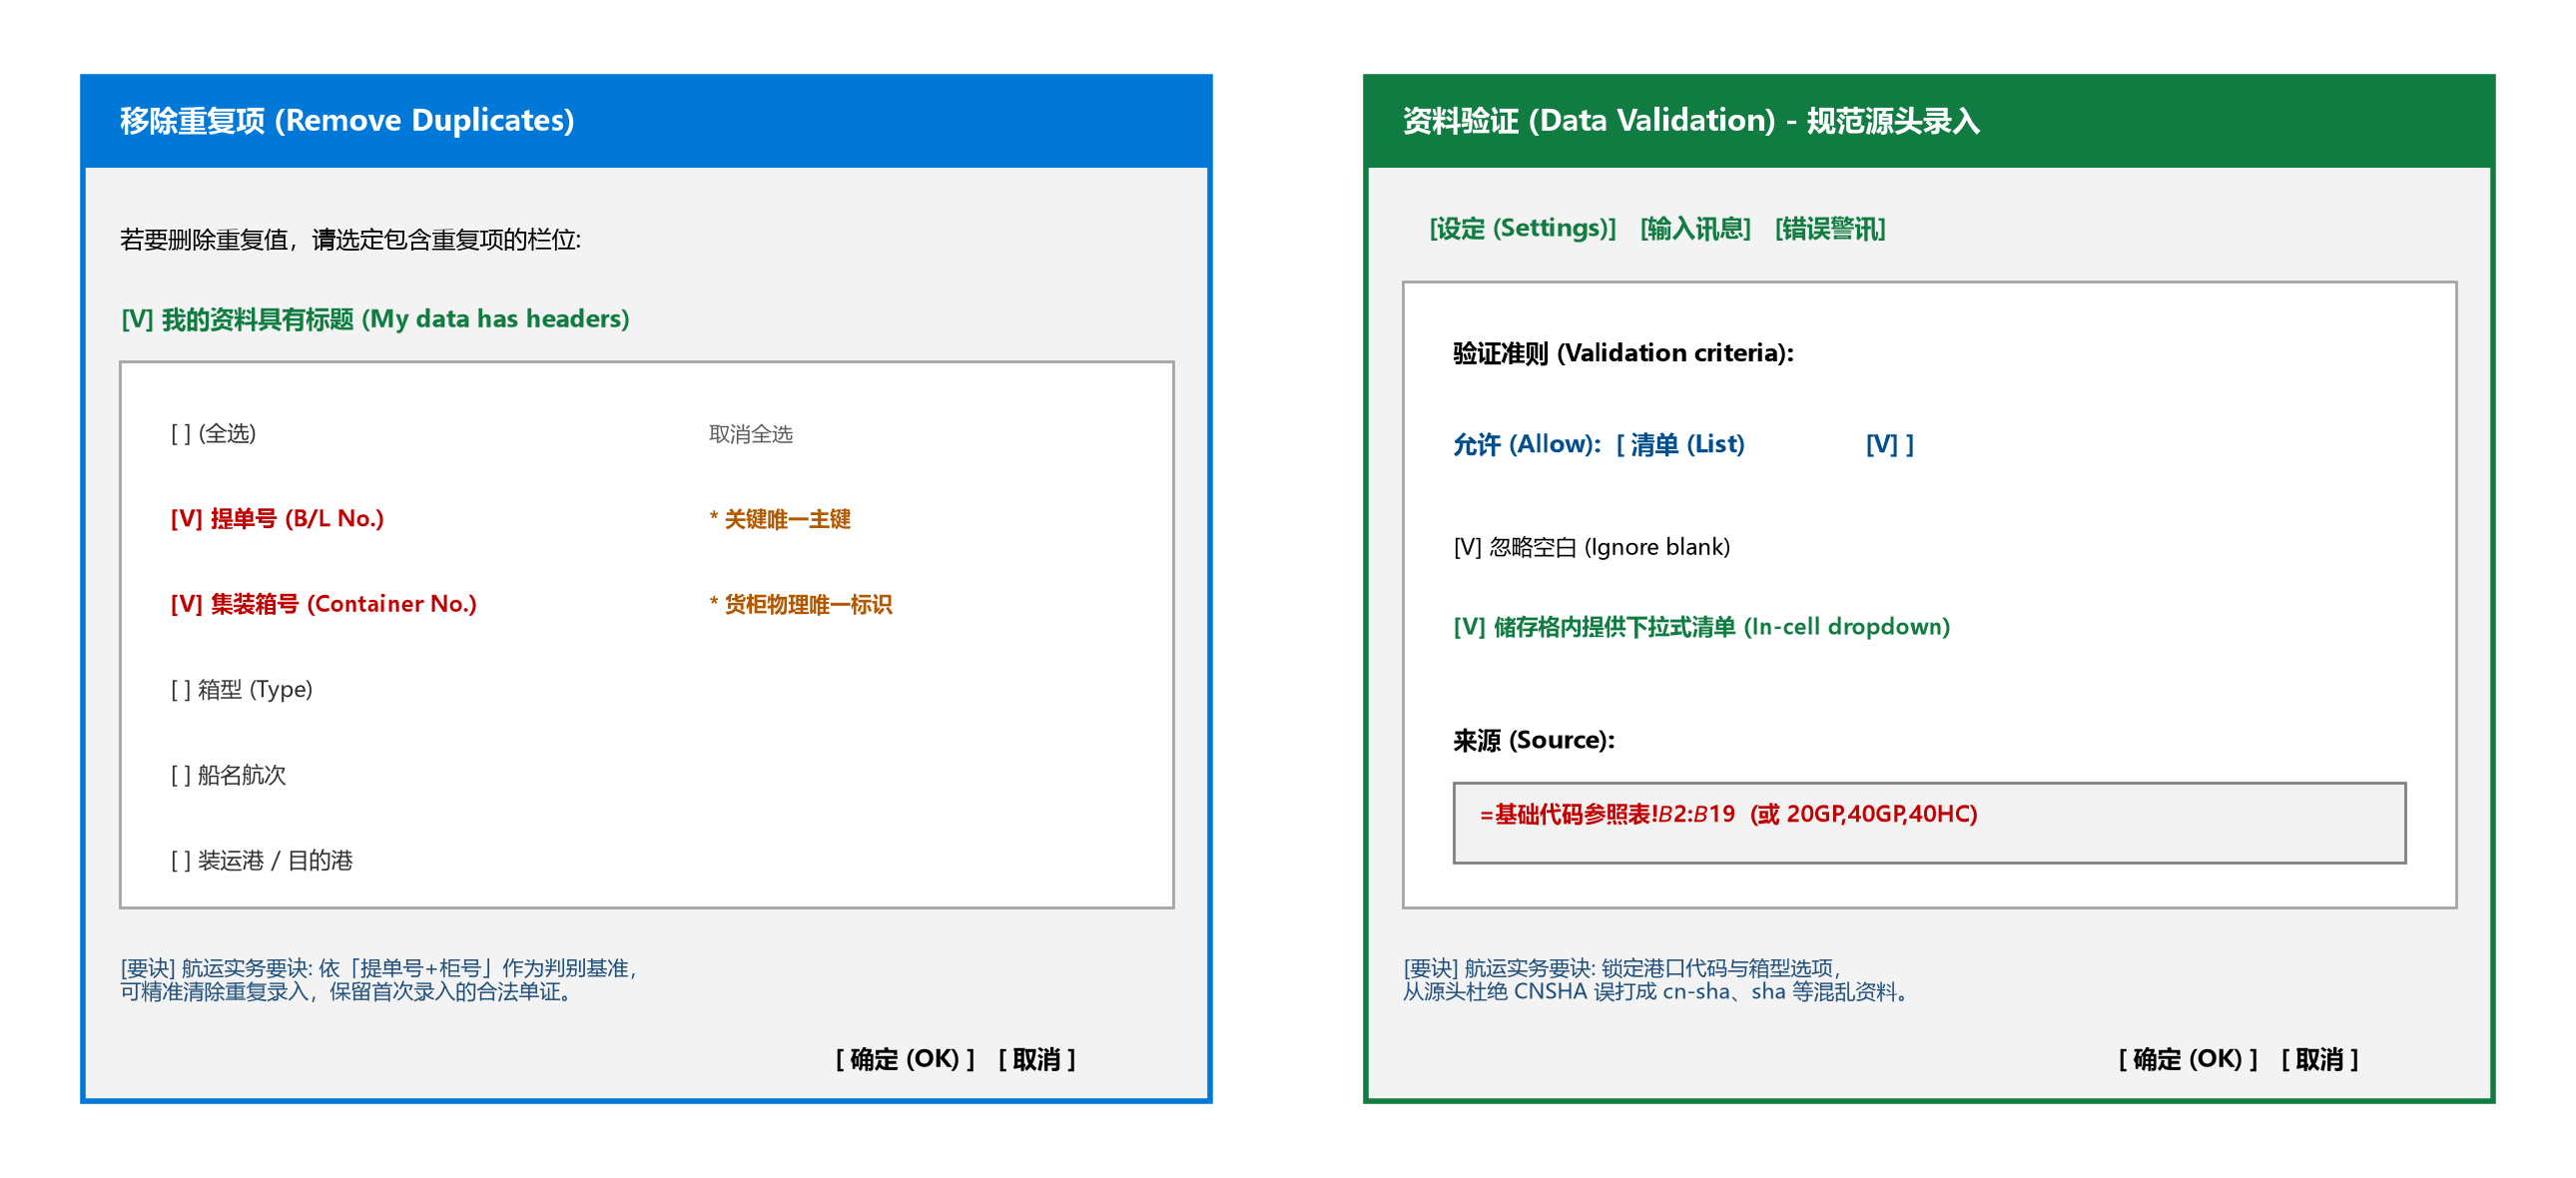 移除重复项 (Remove Duplicates)
若要删除重复值，请选定包含重复项的栏位:
[V] 我的资料具有标题 (My data has headers)
[ ] (全选)
取消全选
[V] 提单号 (B/L No.)
* 关键唯一主键
[V] 集装箱号 (Container No.)
* 货柜物理唯一标识
[ ] 箱型 (Type)
[ ] 船名航次
[ ] 装运港 / 目的港
[要诀] 航运实务要诀: 依「提单号+柜号」作为判别基准，
可精准清除重复录入，保留首次录入的合法单证。
[ 确定 (OK) ] [ 取消 ]
资料验证 (Data Validation) - 规范源头录入
[设定 (Settings)] [输入讯息] [错误警讯]
验证准则 (Validation criteria):
允许 (Allow): [ 清单 (List) [V] ]
[V] 忽略空白 (Ignore blank)
[V] 储存格内提供下拉式清单 (In-cell dropdown)
来源 (Source):
=基础代码参照表!B2:B19 (或 20GP,40GP,40HC)
[要诀] 航运实务要诀: 锁定港口代码与箱型选项，
从源头杜绝 CNSHA 误打成 cn-sha、sha 等混乱资料。
[ 确定 (OK) ] [ 取消 ]